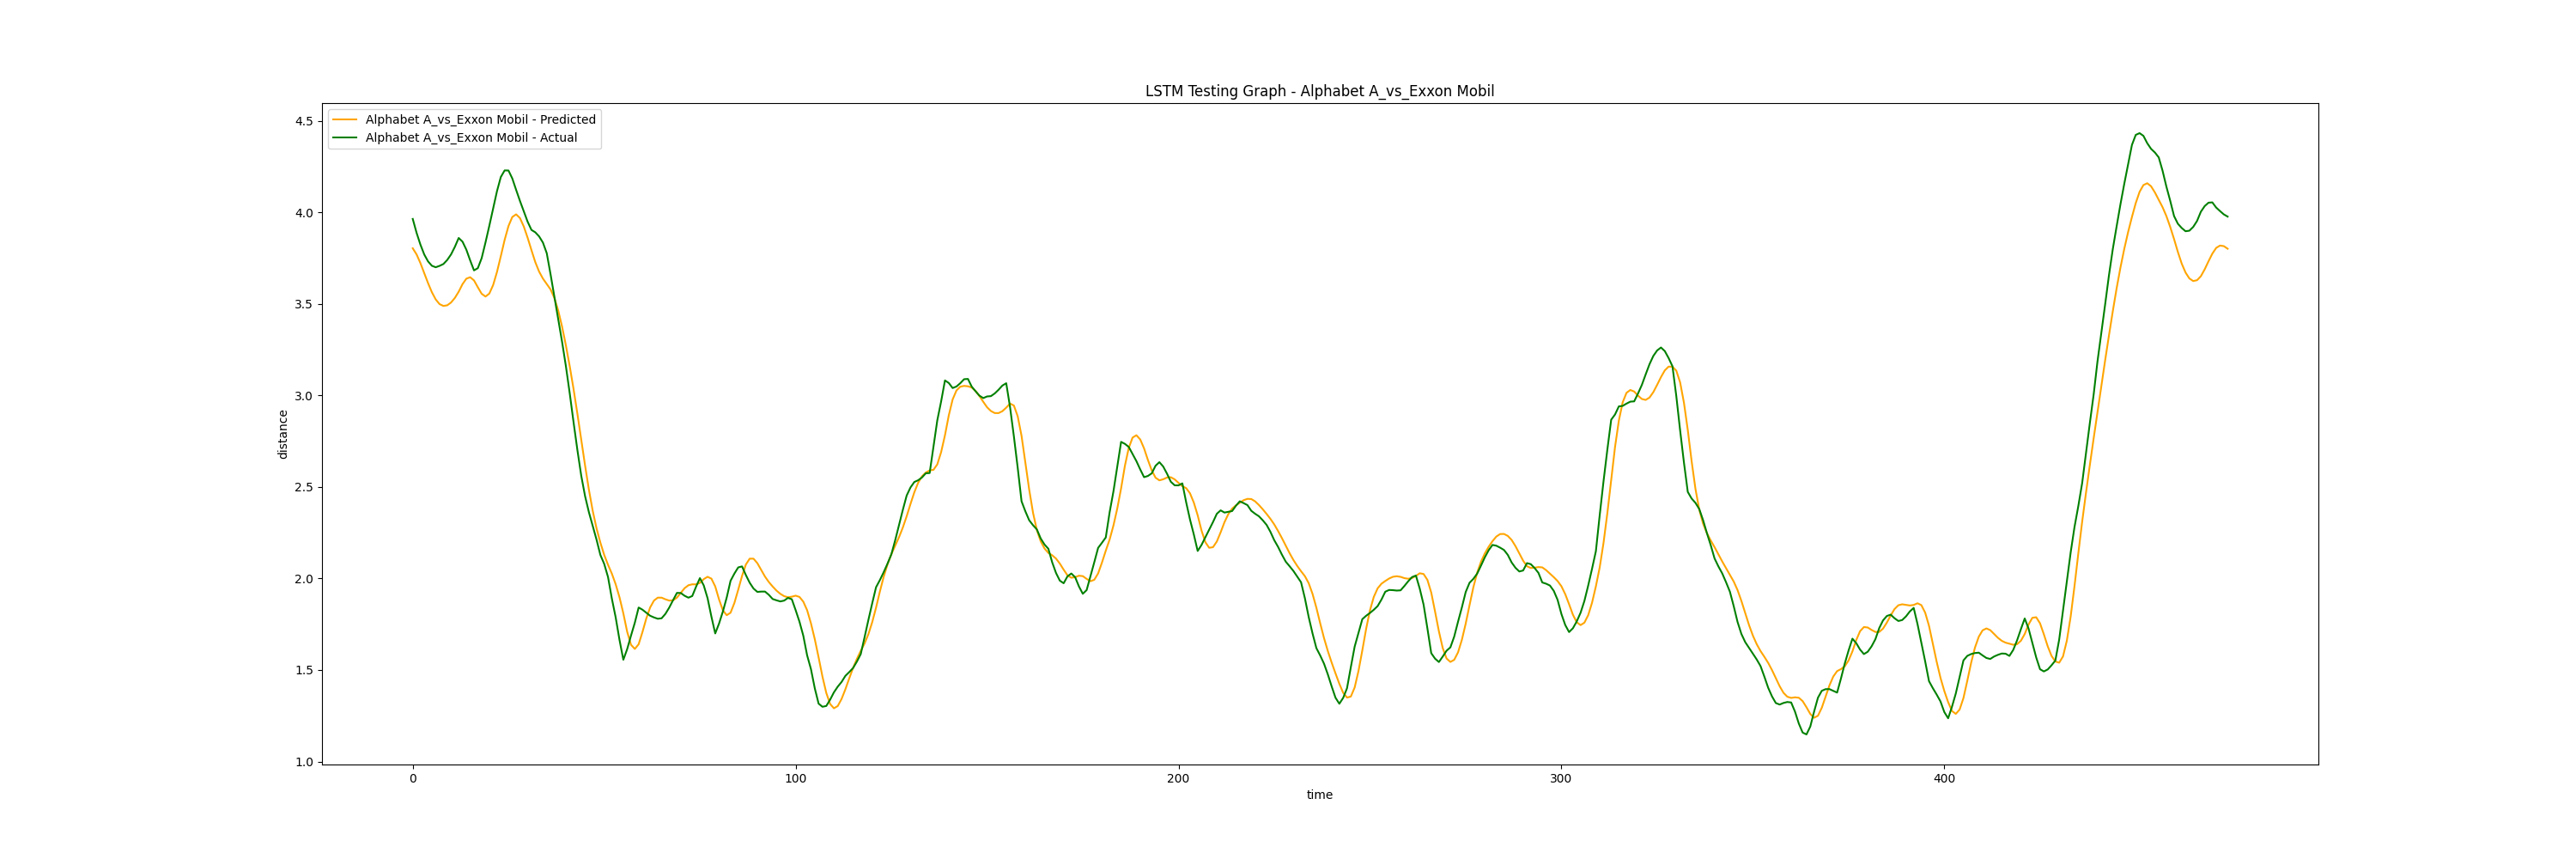 LSTM Testing Graph - Alphabet A_vs_Exxon Mobil
Alphabet A_vs_Exxon Mobil - Predicted
Alphabet A_vs_Exxon Mobil - Actual
4.5
4.0
3.5
3.0
2.5
2.0
1.5
1.0
distance
0 100 200 300 400
time